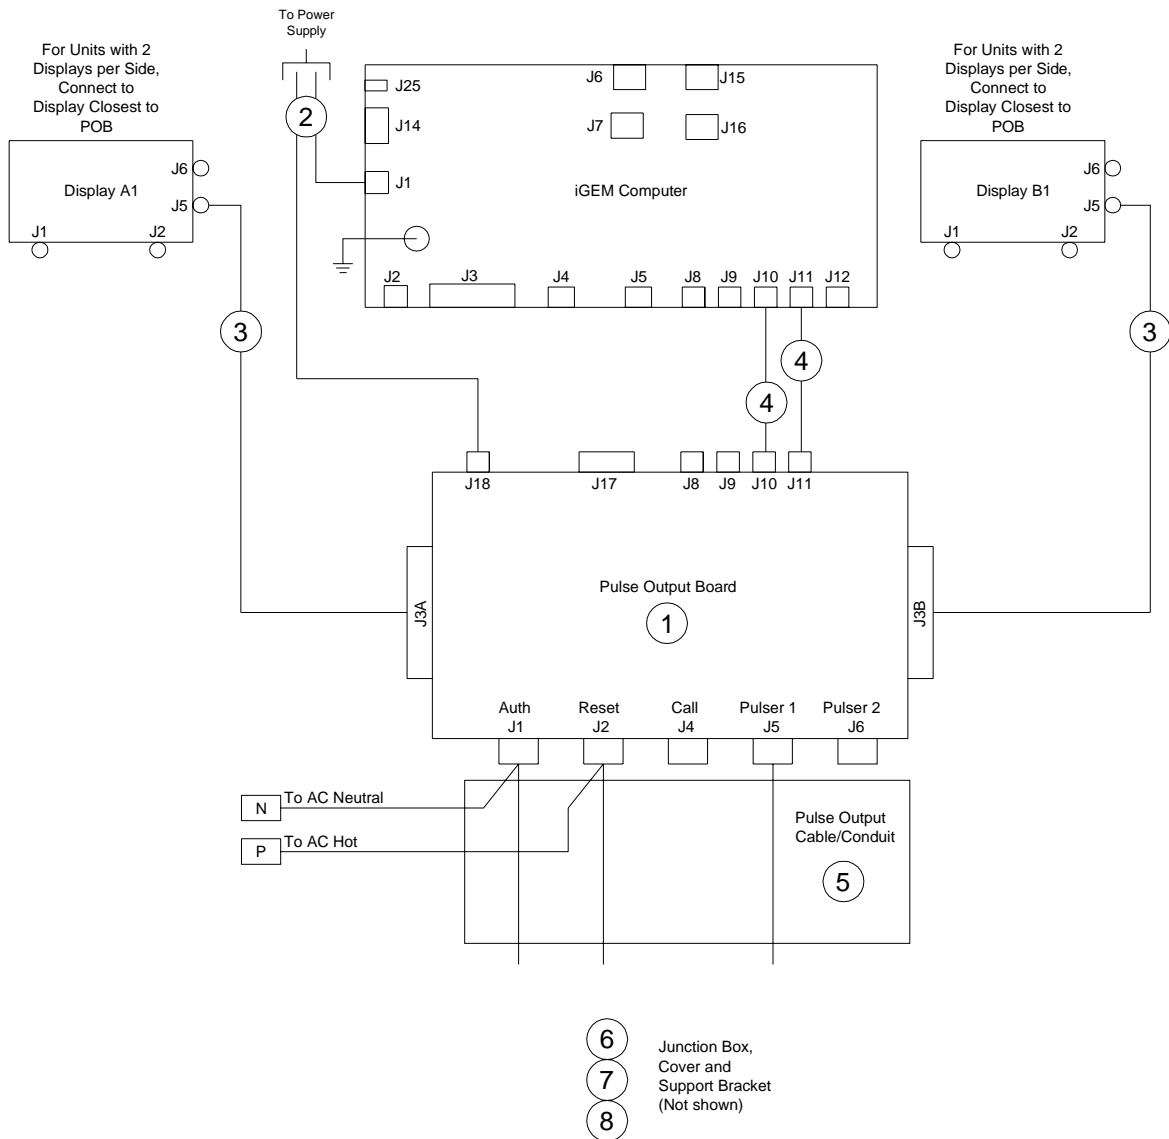 To Power
Supply
For Units with 2
Displays per Side,
Connect to
Display Closest to
POB
For Units with 2
Displays per Side,
Connect to
Display Closest to
POB
2
J25
J14
J1
J6
J15
J7
J16
iGEM Computer
J2
J3
J4
J5
J8
J9
J10
J11
J12
Display A1
J6
J5
J1
J2
Display B1
J6
J5
J1
J2
3
3
4
4
J18
J17
J8
J9
J10
J11
J3A
Pulse Output Board
1
J3B
Auth
J1
Reset
J2
Call
J4
Pulser 1
J5
Pulser 2
J6
N
To AC Neutral
P
To AC Hot
Pulse Output
Cable/Conduit
5
6
7
8
Junction Box,
Cover and
Support Bracket
(Not shown)